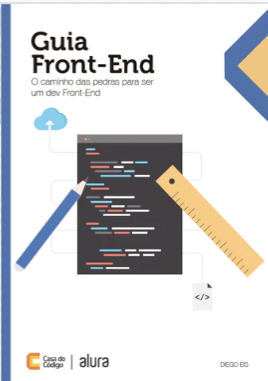 Guia
Front-End
O caminho das pedras para ser
um dev Front-End
</>
Casa do
Código
alura
DIEGO EIS